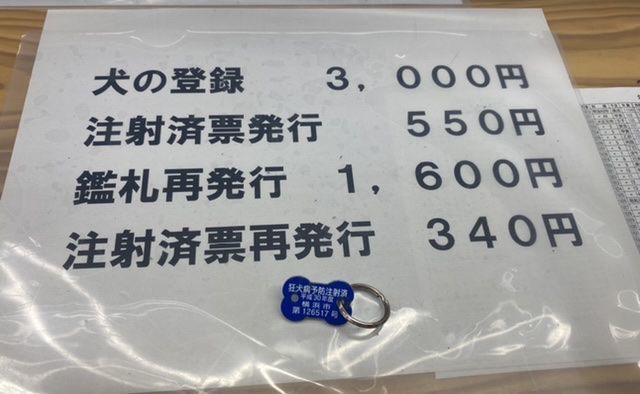 犬の登録　３，０００円
注射済票発行　５５０円
鑑札再発行　１，６００円
注射済票再発行　３４０円
狂犬病予防注射済
平成30年度
横浜市
第126517号